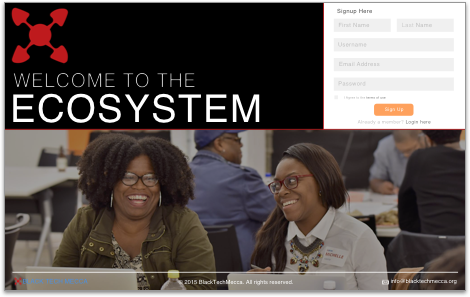 Signup Here
First Name
Last Name
Username
Email Address
Password
I agree to the terms of use
Sign Up
Already a member? Login here
WELCOME TO THE
ECOSYSTEM
© 2015 BlackTechMecca. All rights reserved.
info@blacktechmecca.org